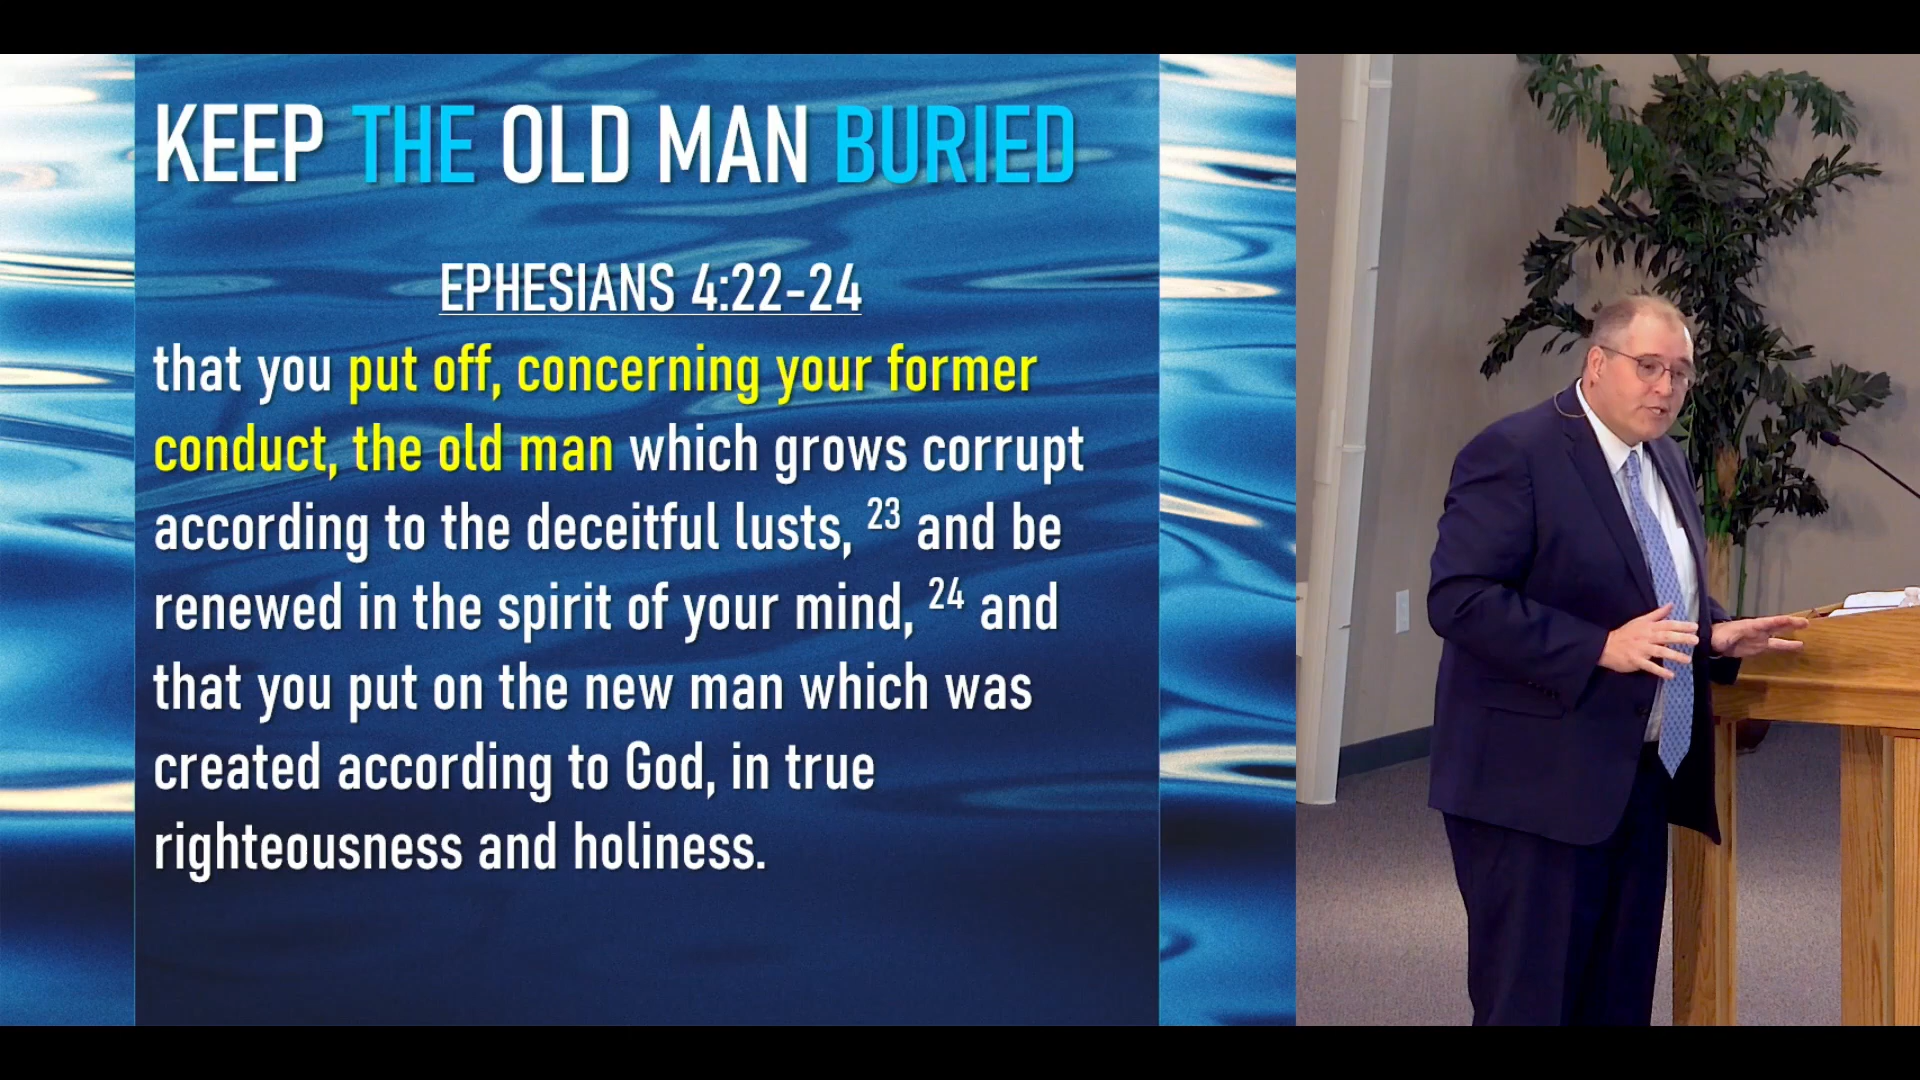 KEEP THE OLD MAN BURIED
EPHESIANS 4:22-24
that you put off, concerning your former
conduct, the old man which grows corrupt
according to the deceitful lusts, 23 and be
renewed in the spirit of your mind, 24 and
that you put on the new man which was
created according to God, in true
righteousness and holiness.